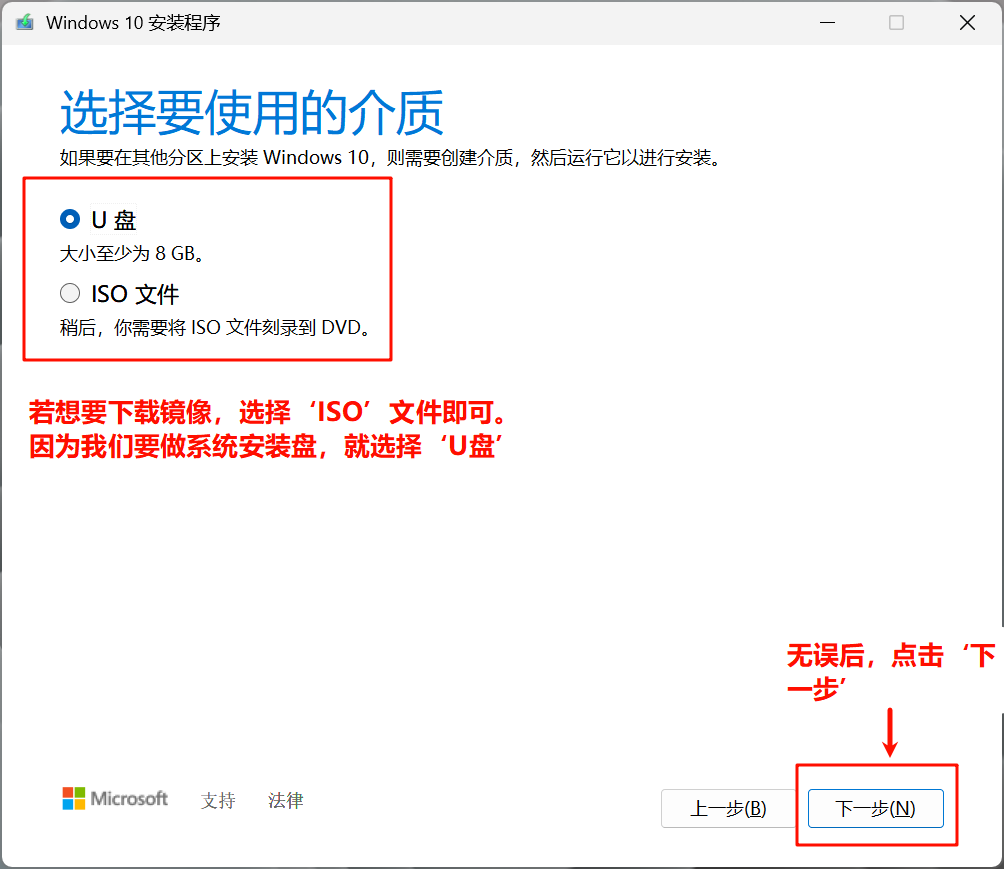 Windows 10 安装程序
选择要使用的介质
如果要在其他分区上安装 Windows 10，则需要创建介质，然后运行它以进行安装。
U 盘
大小至少为 8 GB。
ISO 文件
稍后，你需要将 ISO 文件刻录到 DVD。
若想要下载镜像，选择‘ISO’文件即可。
因为我们要做系统安装盘，就选择‘U盘’
无误后，点击‘下
一步’
Microsoft 支持 法律
上一步(B) 下一步(N)